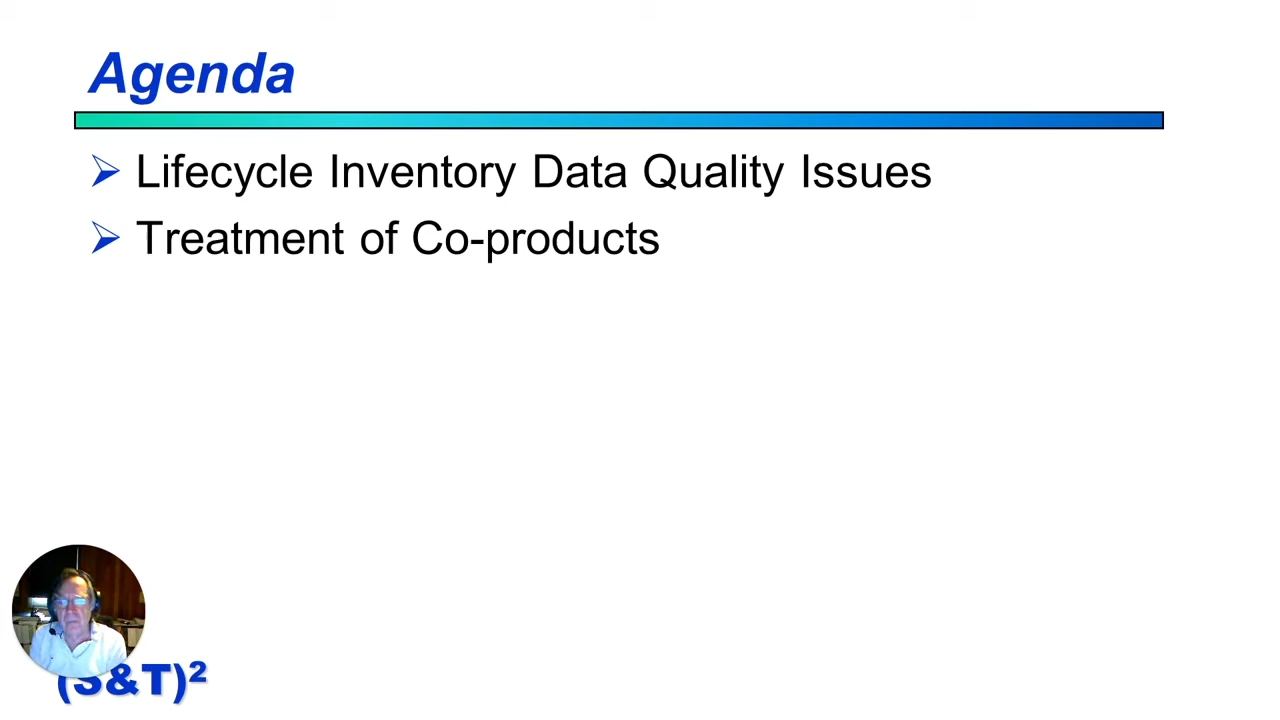 Agenda
Lifecycle Inventory Data Quality Issues
Treatment of Co-products
(S&T)²